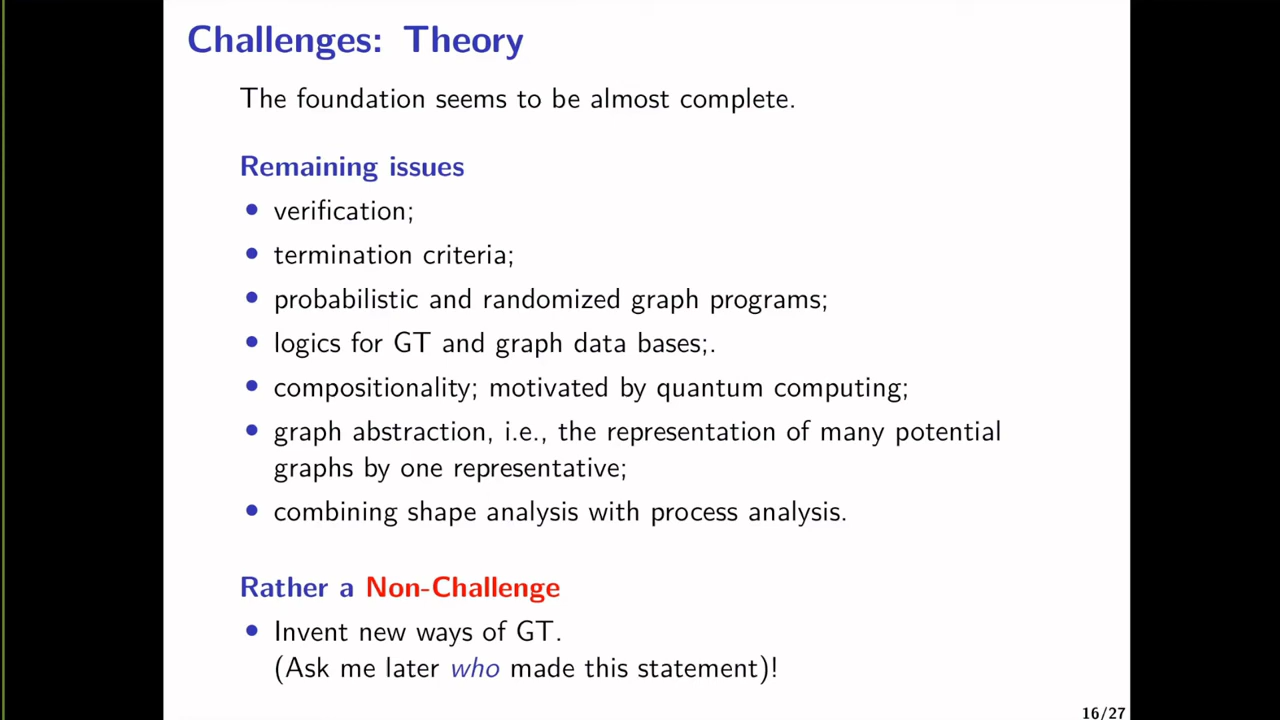 Challenges: Theory
The foundation seems to be almost complete.
Remaining issues
• verification;
• termination criteria;
• probabilistic and randomized graph programs;
• logics for GT and graph data bases;.
• compositionality; motivated by quantum computing;
• graph abstraction, i.e., the representation of many potential
graphs by one representative;
• combining shape analysis with process analysis.
Rather a Non-Challenge
• Invent new ways of GT.
(Ask me later who made this statement)!
16/27